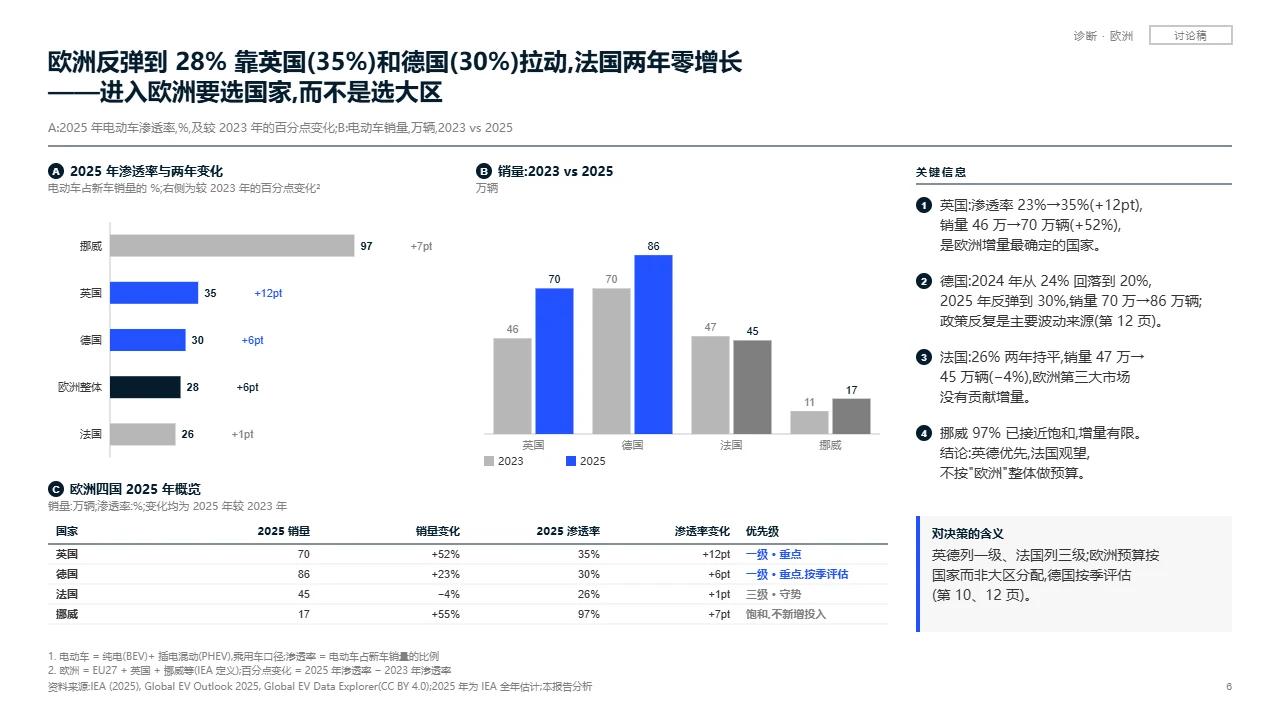 诊断 · 欧洲
讨论稿
欧洲反弹到 28% 靠英国(35%)和德国(30%)拉动,法国两年零增长
——进入欧洲要选国家,而不是选大区
A:2025 年电动车渗透率,%,及较 2023 年的百分点变化;B:电动车销量,万辆,2023 vs 2025
A 2025 年渗透率与两年变化
电动车占新车销量的 %;右侧为较 2023 年的百分点变化²
挪威 97 +7pt
英国 35 +12pt
德国 30 +6pt
欧洲整体 28 +6pt
法国 26 +1pt
B 销量:2023 vs 2025
万辆
46 70 70 86 47 45 11 17
英国 德国 法国 挪威
2023 2025
关键信息
1 英国:渗透率 23%→35%(+12pt),
销量 46 万→70 万辆(+52%),
是欧洲增量最确定的国家。
2 德国:2024 年从 24% 回落到 20%,
2025 年反弹到 30%,销量 70 万→86 万辆;
政策反复是主要波动来源(第 12 页)。
3 法国:26% 两年持平,销量 47 万→
45 万辆(−4%),欧洲第三大市场
没有贡献增量。
4 挪威 97% 已接近饱和,增量有限。
结论:英德优先,法国观望,
不按"欧洲"整体做预算。
C 欧洲四国 2025 年概览
销量:万辆;渗透率:%;变化均为 2025 年较 2023 年
国家 2025 销量 销量变化 2025 渗透率 渗透率变化 优先级
英国 70 +52% 35% +12pt 一级 • 重点
德国 86 +23% 30% +6pt 一级 • 重点,按季评估
法国 45 −4% 26% +1pt 三级 • 守势
挪威 17 +55% 97% +7pt 饱和,不新增投入
对决策的含义
英德列一级、法国列三级;欧洲预算按
国家而非大区分配,德国按季评估
(第 10、12 页)。
1. 电动车 = 纯电(BEV)+ 插电混动(PHEV),乘用车口径;渗透率 = 电动车占新车销量的比例
2. 欧洲 = EU27 + 英国 + 挪威等(IEA 定义);百分点变化 = 2025 年渗透率 − 2023 年渗透率
资料来源:IEA (2025), Global EV Outlook 2025, Global EV Data Explorer(CC BY 4.0);2025 年为 IEA 全年估计;本报告分析
6